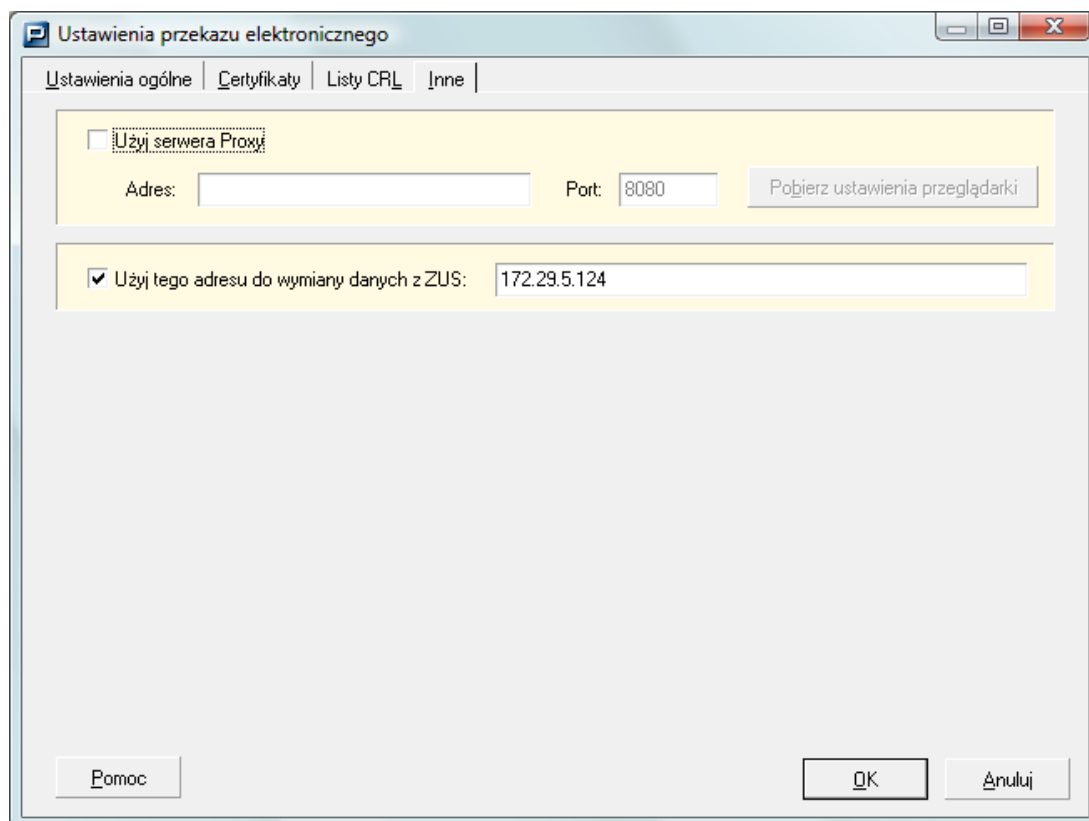 Ustawienia przekazu elektronicznego
Ustawienia ogólne Certyfikaty Listy CRL Inne
Użyj serwera Proxy
Adres: Port: 8080 Pobierz ustawienia przeglądarki
Użyj tego adresu do wymiany danych z ZUS: 172.29.5.124
Pomoc OK Anuluj